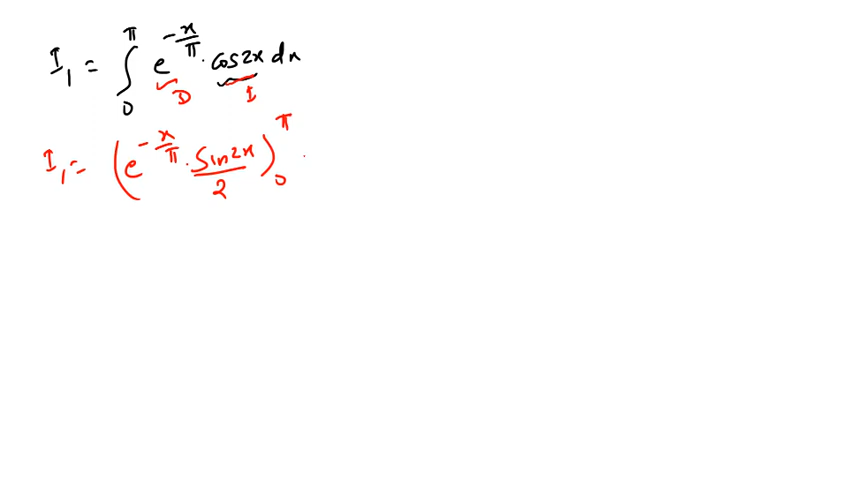 I₁ = ∫₀^π e^(-x/π) · cos2x dx
D I
I₁ = (e^(-x/π) · sin2x/2)₀^π